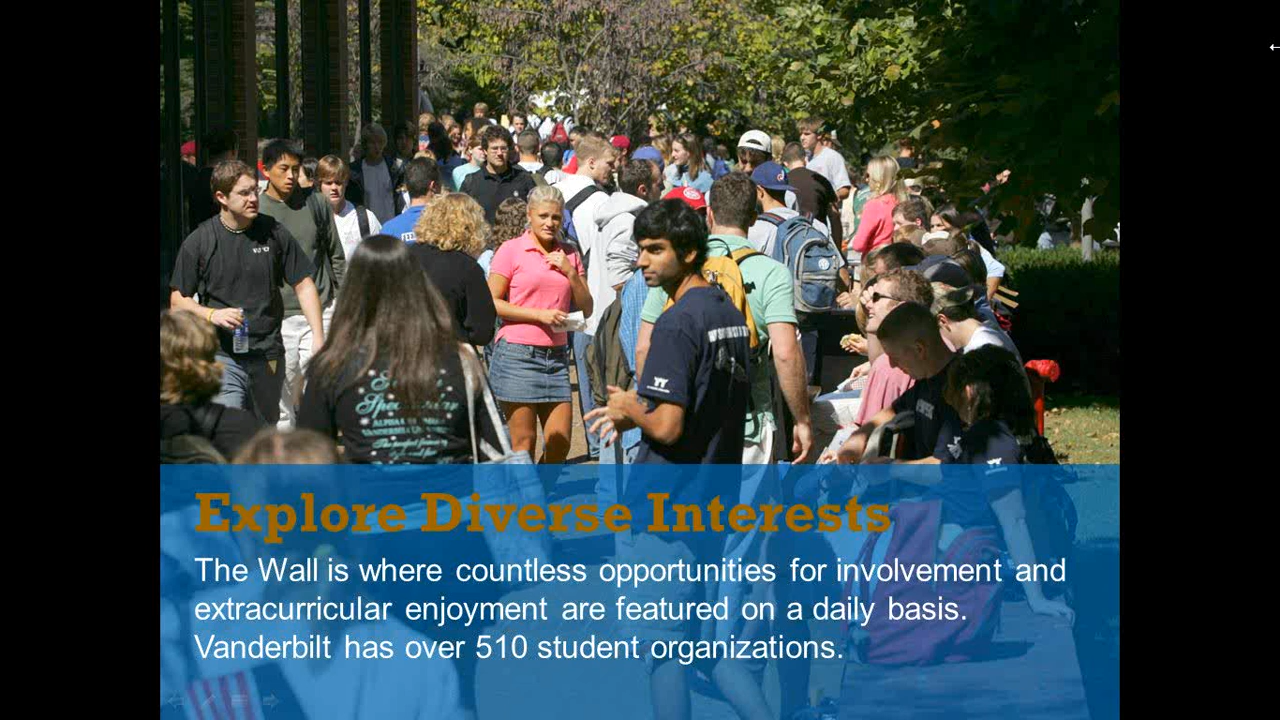 Explore Diverse Interests
The Wall is where countless opportunities for involvement and
extracurricular enjoyment are featured on a daily basis.
Vanderbilt has over 510 student organizations.